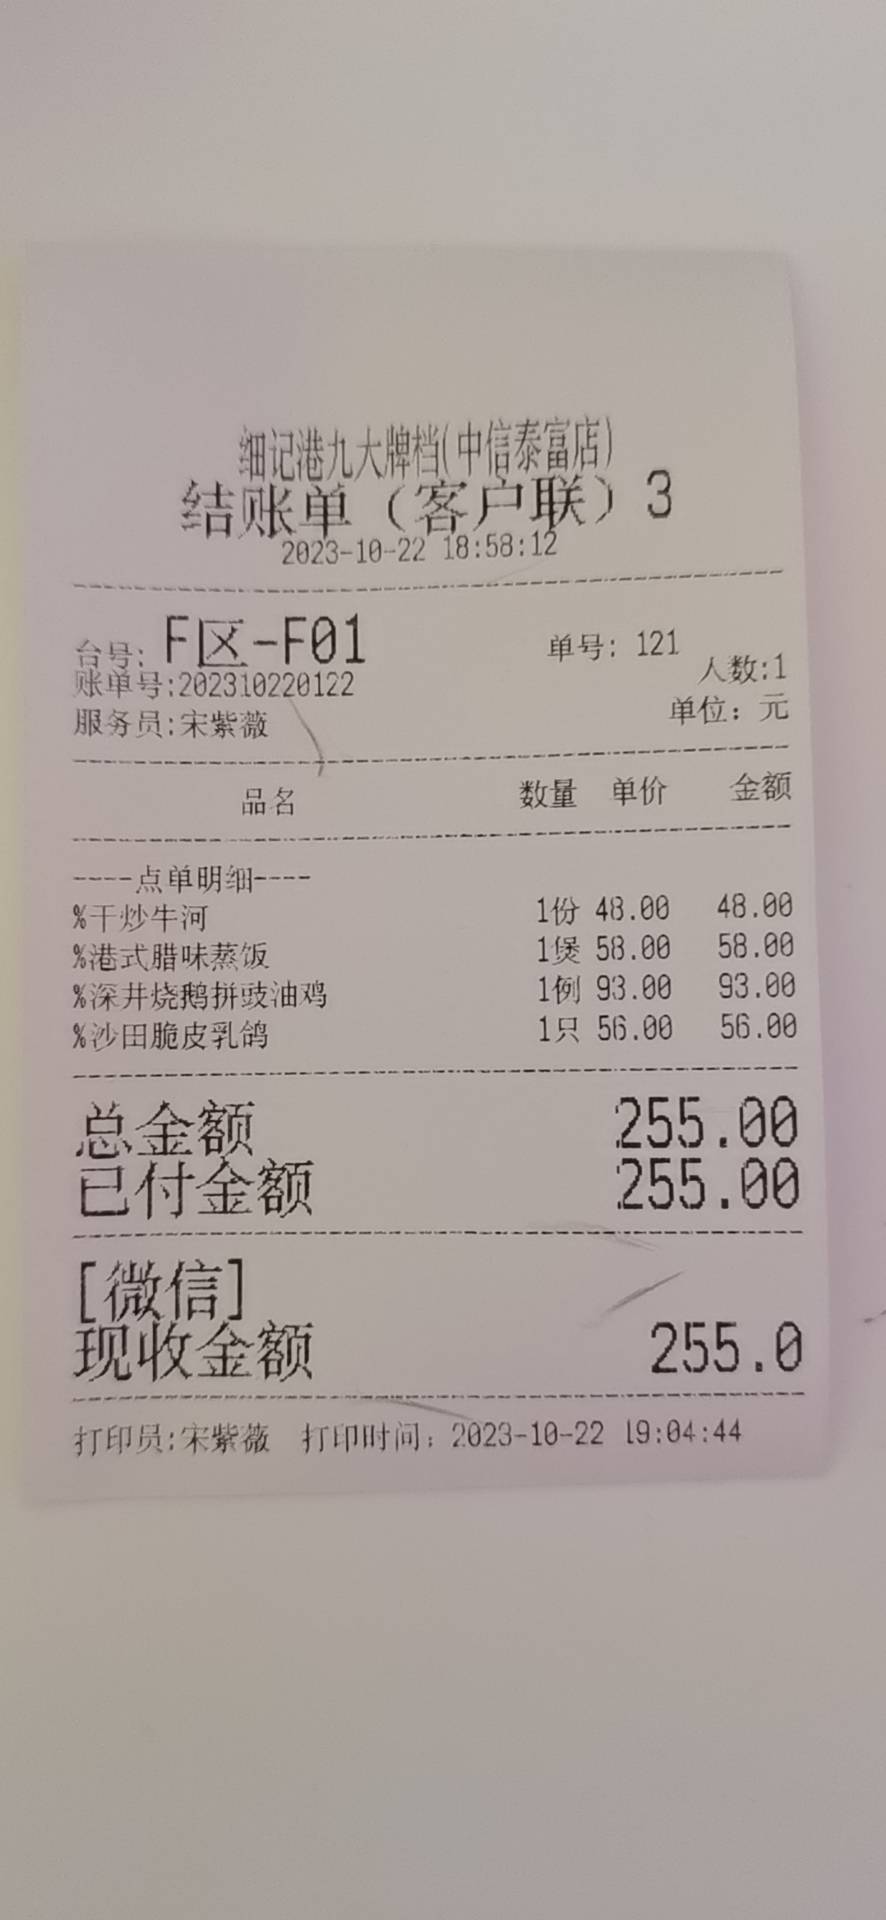 细记港九大牌档(中信泰富店)
结账单（客户联）3
2023-10-22 18:58:12
台号: F区-F01 单号: 121
账单号:202310220122 人数:1
服务员:宋紫薇 单位：元
品名 数量 单价 金额
----点单明细----
%干炒牛河 1份 48.00 48.00
%港式腊味蒸饭 1煲 58.00 58.00
%深井烧鹅拼豉油鸡 1例 93.00 93.00
%沙田脆皮乳鸽 1只 56.00 56.00
总金额 255.00
已付金额 255.00
[微信]
现收金额 255.0
打印员:宋紫薇 打印时间：2023-10-22 19:04:44